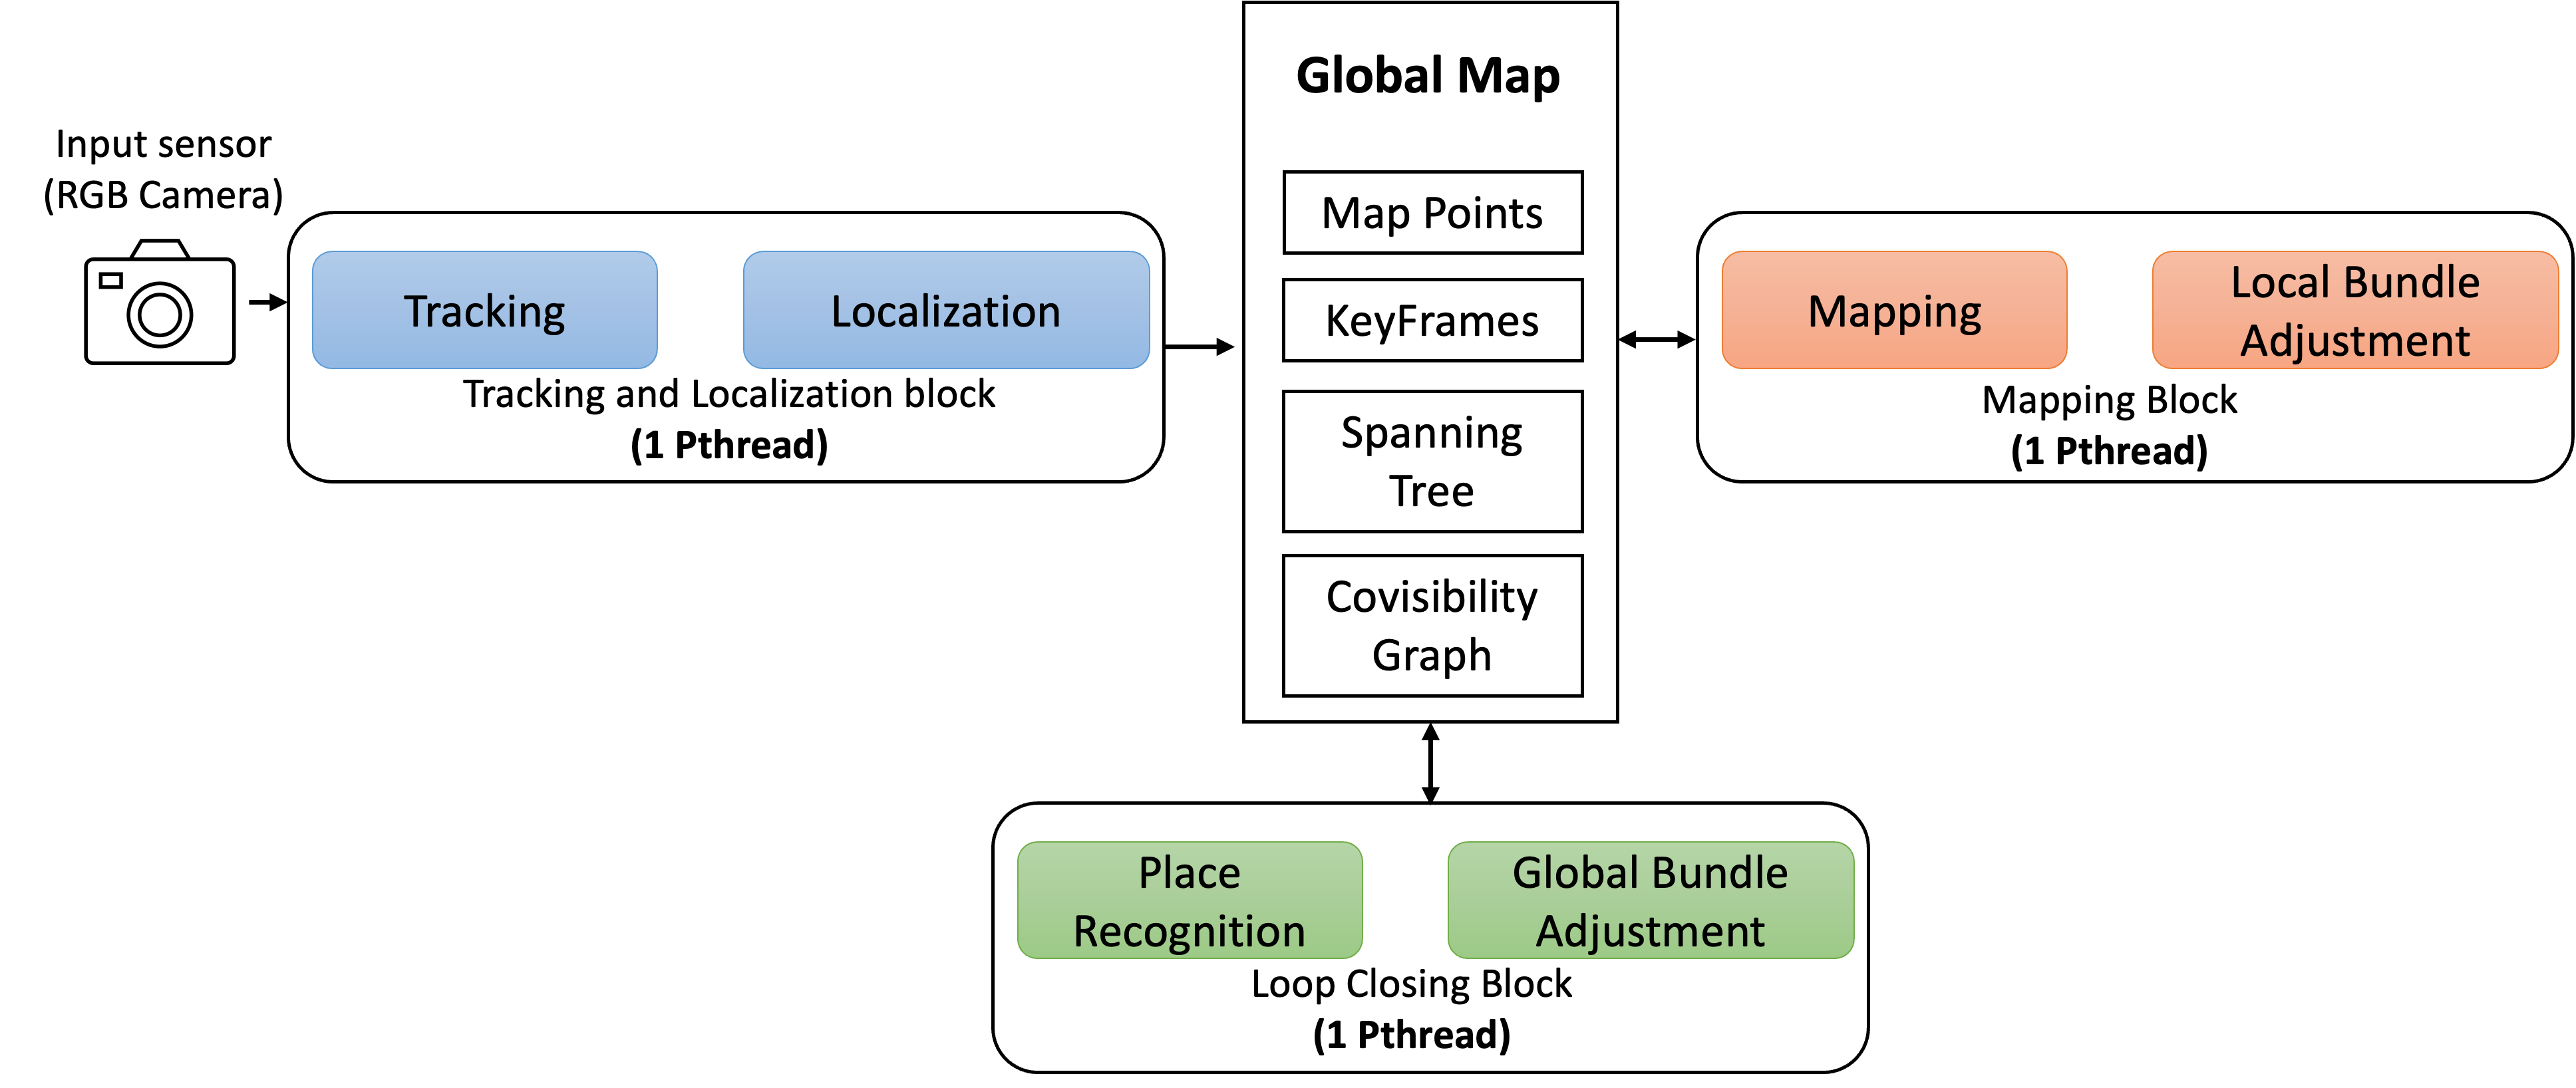 Input sensor
(RGB Camera)
Tracking
Localization
Tracking and Localization block
(1 Pthread)
Global Map
Map Points
KeyFrames
Spanning
Tree
Covisibility
Graph
Mapping
Local Bundle
Adjustment
Mapping Block
(1 Pthread)
Place
Recognition
Global Bundle
Adjustment
Loop Closing Block
(1 Pthread)